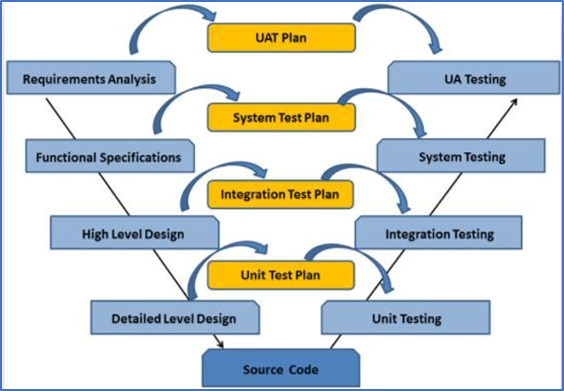 UAT Plan
Requirements Analysis
UA Testing
System Test Plan
Functional Specifications
System Testing
Integration Test Plan
High Level Design
Integration Testing
Unit Test Plan
Detailed Level Design
Unit Testing
Source Code